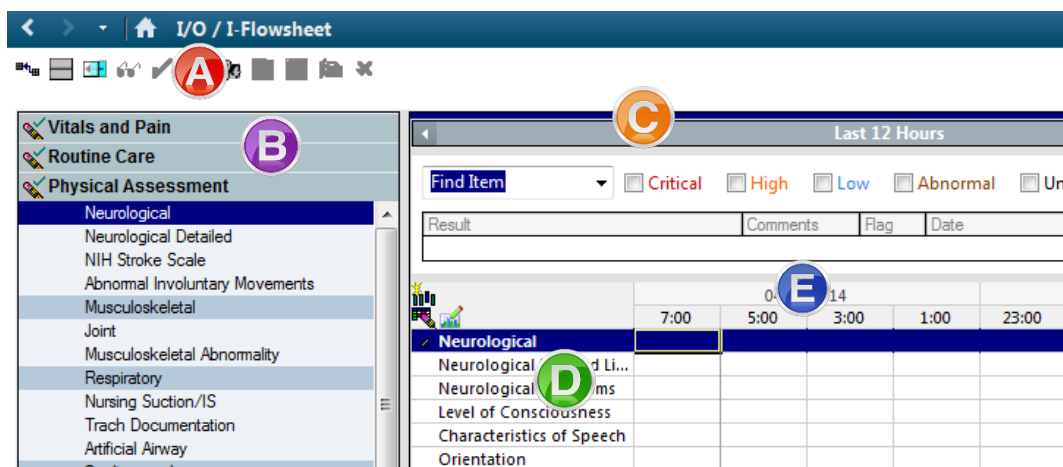 I/O / I-Flowsheet
A
Vitals and Pain
B
Routine Care
Physical Assessment
Neurological
Neurological Detailed
NIH Stroke Scale
Abnormal Involuntary Movements
Musculoskeletal
Joint
Musculoskeletal Abnormality
Respiratory
Nursing Suction/IS
Trach Documentation
Artificial Airway
C
Last 12 Hours
Find Item Critical High Low Abnormal
Result Comments Flag Date
E
7:00 5:00 3:00 1:00 23:00
Neurological
Neurological
D
Neurological
Level of Consciousness
Characteristics of Speech
Orientation